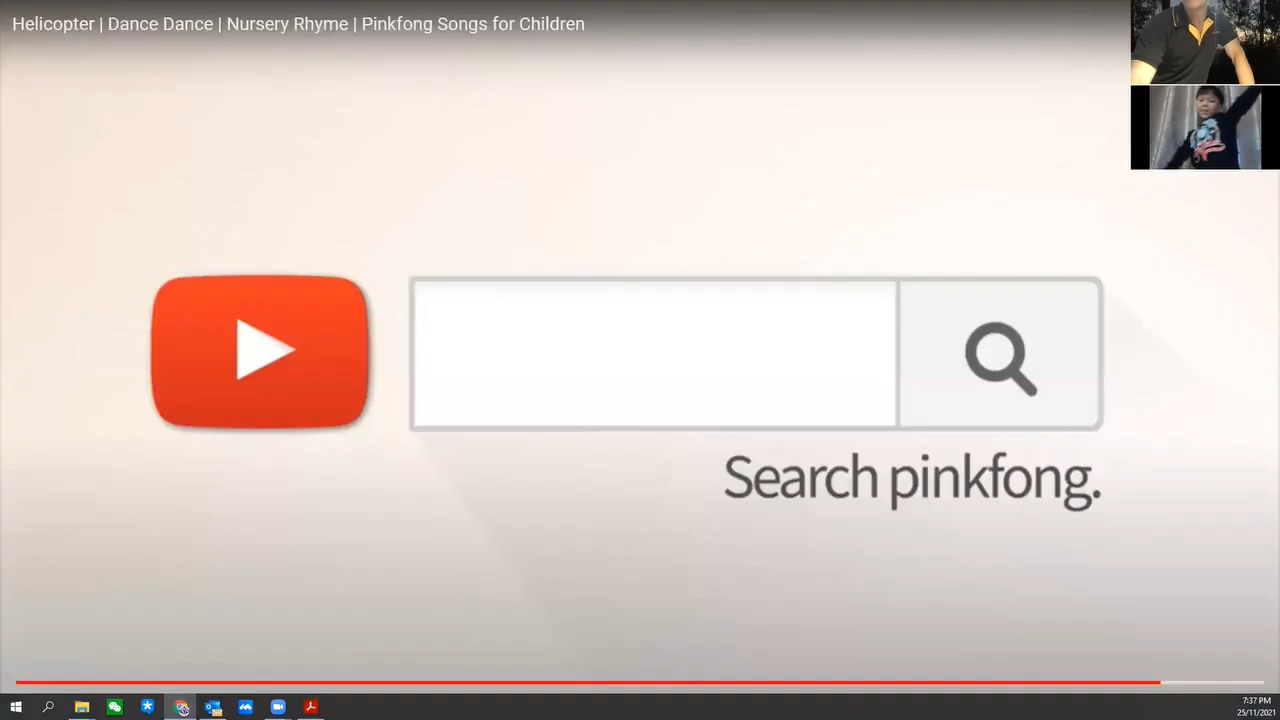 Helicopter | Dance Dance | Nursery Rhyme | Pinkfong Songs for Children
Search pinkfong.
7:37 PM
25/11/2021